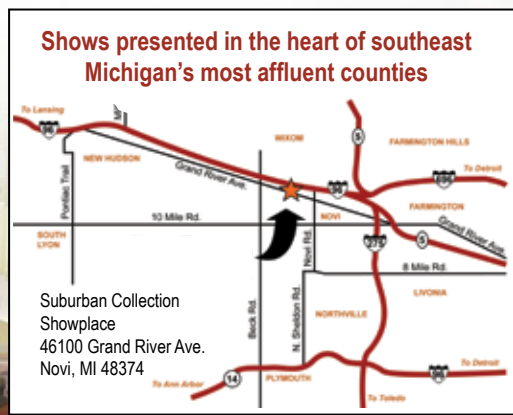 Shows presented in the heart of southeast
Michigan's most affluent counties
To Lansing
96
NEW HUDSON
Pontiac Trail
Grand River Ave.
WIXOM
5
FARMINGTON HILLS
To Detroit
696
96
10 Mile Rd.
NOVI
FARMINGTON
Grand River Ave.
SOUTH
LYON
Novi Rd.
275
5
8 Mile Rd.
LIVONIA
Suburban Collection
Showplace
46100 Grand River Ave.
Novi, MI 48374
Beck Rd.
N. Sheldon Rd.
NORTHVILLE
To Detroit
96
To Ann Arbor
14
PLYMOUTH
To Toledo